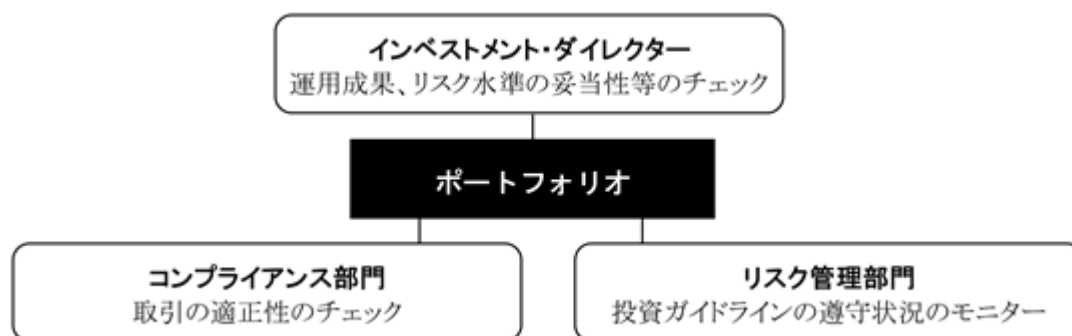 インベストメント・ダイレクター
運用成果、リスク水準の妥当性等のチェック
ポートフォリオ
コンプライアンス部門
取引の適正性のチェック
リスク管理部門
投資ガイドラインの遵守状況のモニター